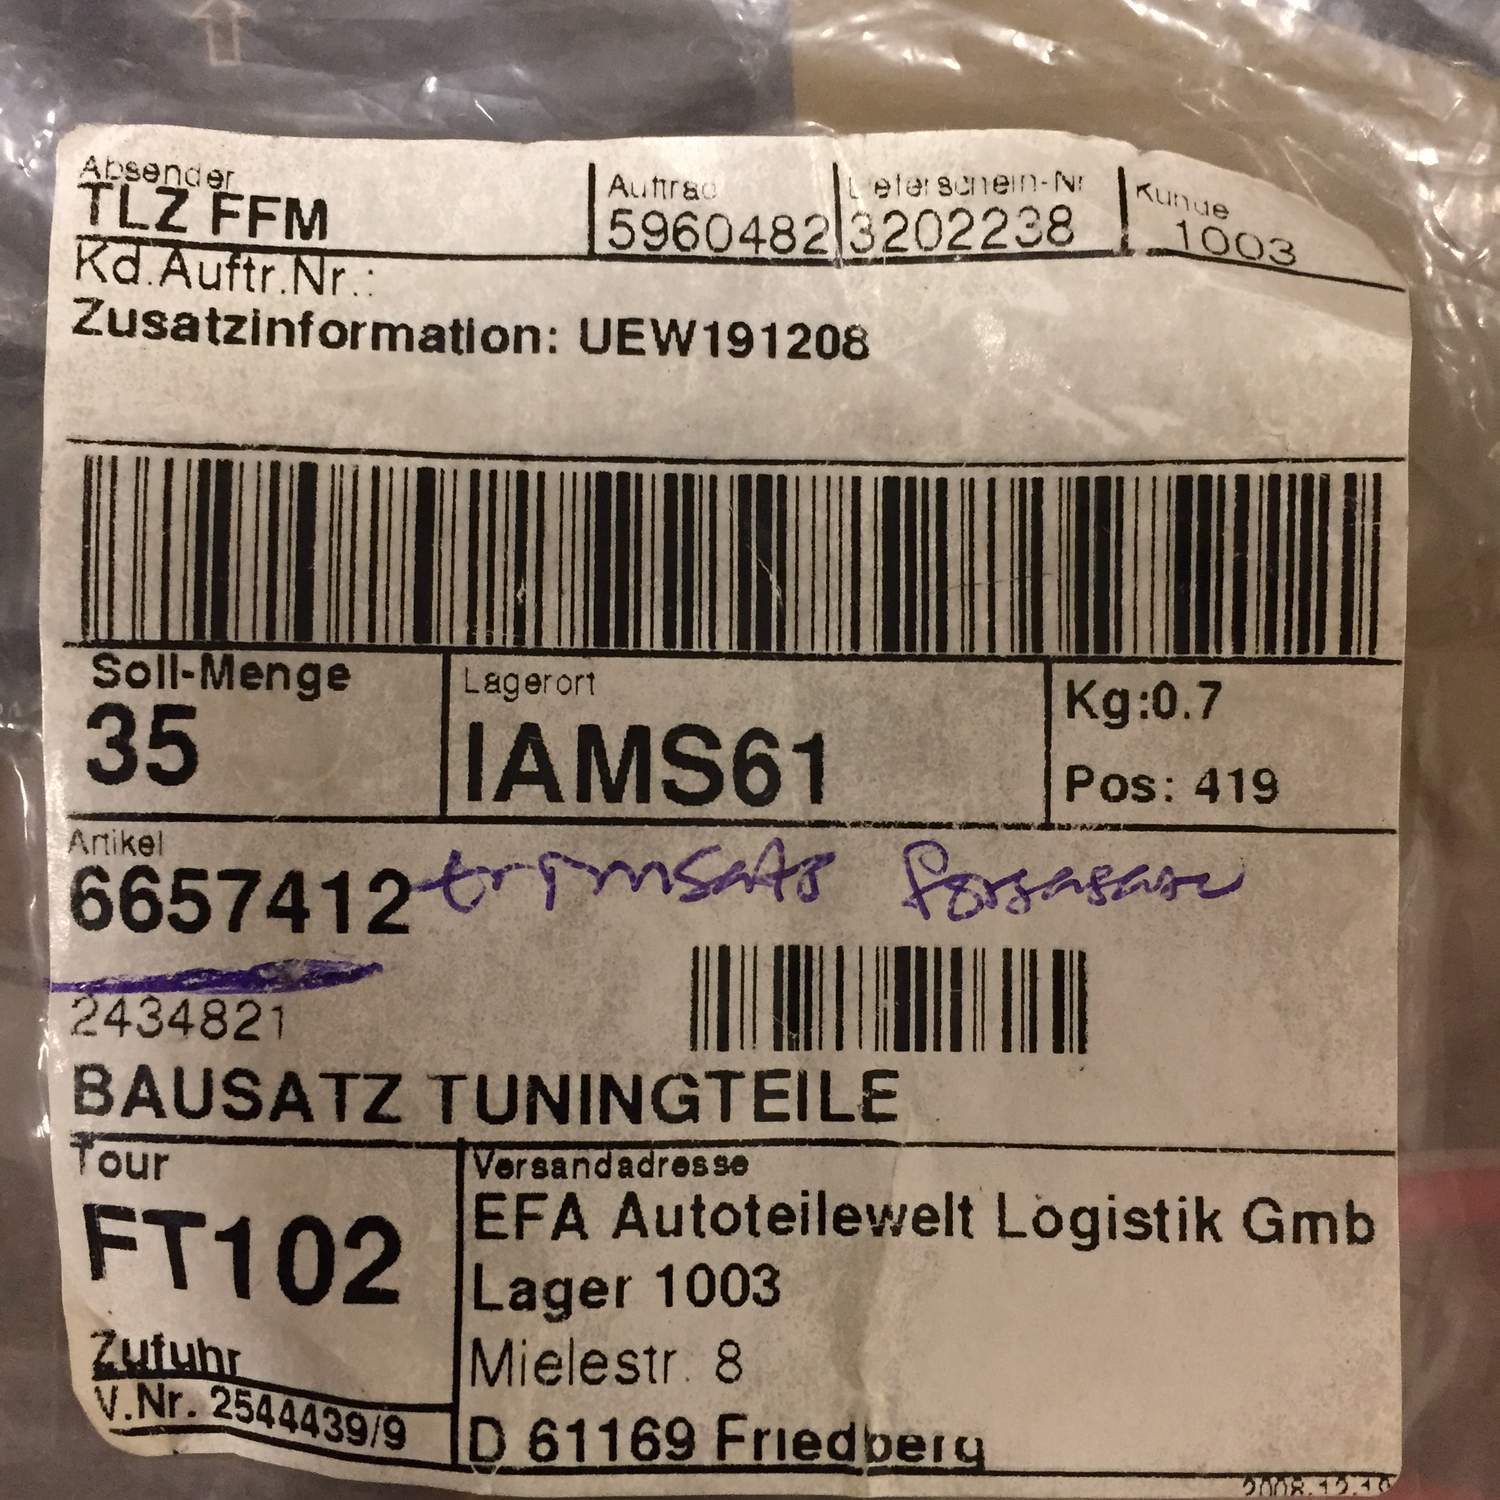 Absender
TLZ FFM
Auftrag
5960482
Lieferschein-Nr
3202238
Kunde
1003
Kd.Auftr.Nr.:
Zusatzinformation: UEW191208
Soll-Menge
35
Lagerort
IAMS61
Kg:0.7
Pos: 419
Artikel
6657412
2434821
BAUSATZ TUNINGTEILE
Tour
FT102
Zufuhr
V.Nr. 2544439/9
Versandadresse
EFA Autoteilewelt Logistik Gmb
Lager 1003
Mielestr. 8
D 61169 Friedberg